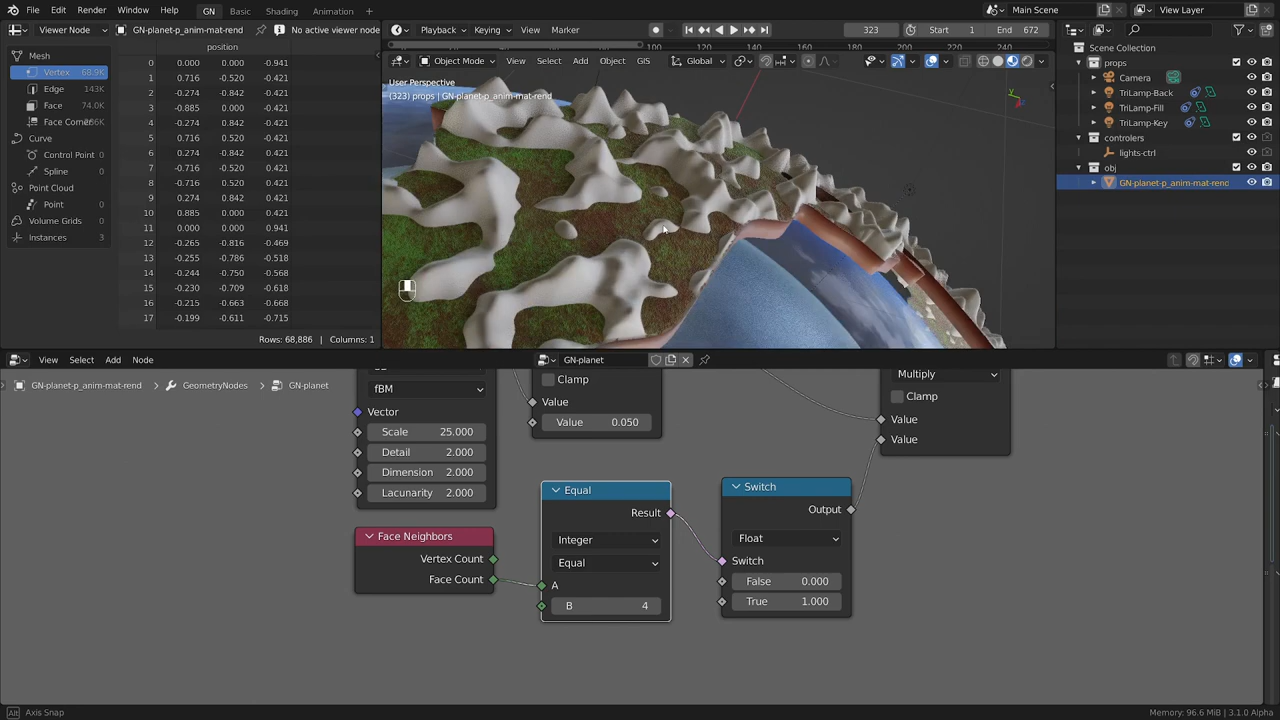 File Edit Render Window Help GN Basic Shading Animation Main Scene View Layer
Viewer Node GN-planet-p_anim-mat-rend No active viewer node
Playback Keying View Marker 323 Start 1 End 672
position
Mesh
Vertex 68.9K
Edge 143K
Face 74.0K
Face Corner
Curve
Control Point 0
Spline 0
Point Cloud
Point 0
Volume Grids 0
Instances 3
0 0.000 0.000 -0.941
1 0.716 -0.520 -0.421
2 -0.274 -0.842 -0.421
3 -0.885 0.000 -0.421
4 -0.274 0.842 -0.421
5 0.716 0.520 -0.421
6 0.274 -0.842 0.421
7 -0.716 -0.520 0.421
8 -0.716 0.520 0.421
9 0.274 0.842 0.421
10 0.885 0.000 0.421
11 0.000 0.000 0.941
12 -0.265 -0.816 -0.469
13 -0.255 -0.786 -0.518
14 -0.244 -0.750 -0.568
15 -0.230 -0.709 -0.618
16 -0.215 -0.663 -0.668
17 -0.199 -0.611 -0.715
Rows: 68,886 | Columns: 1
100 160 180 200 220 240
Object Mode View Select Add Object GIS Global
User Perspective
(323) props | GN-planet-p_anim-mat-rend
Scene Collection
props
Camera
TriLamp-Back
TriLamp-Fill
TriLamp-Key
controlers
lights-ctrl
obj
GN-planet-p_anim-mat-renc
View Select Add Node GN-planet
GN-planet-p_anim-mat-rend GeometryNodes GN-planet
fBM
Vector
Scale 25.000
Detail 2.000
Dimension 2.000
Lacunarity 2.000
Clamp
Value
Value 0.050
Multiply
Clamp
Value
Value
Face Neighbors
Vertex Count
Face Count
Equal
Result
Integer
Equal
A
B 4
Switch
Output
Float
Switch
False 0.000
True 1.000
Alt Axis Snap
Memory: 96.6 MiB | 3.1.0 Alpha